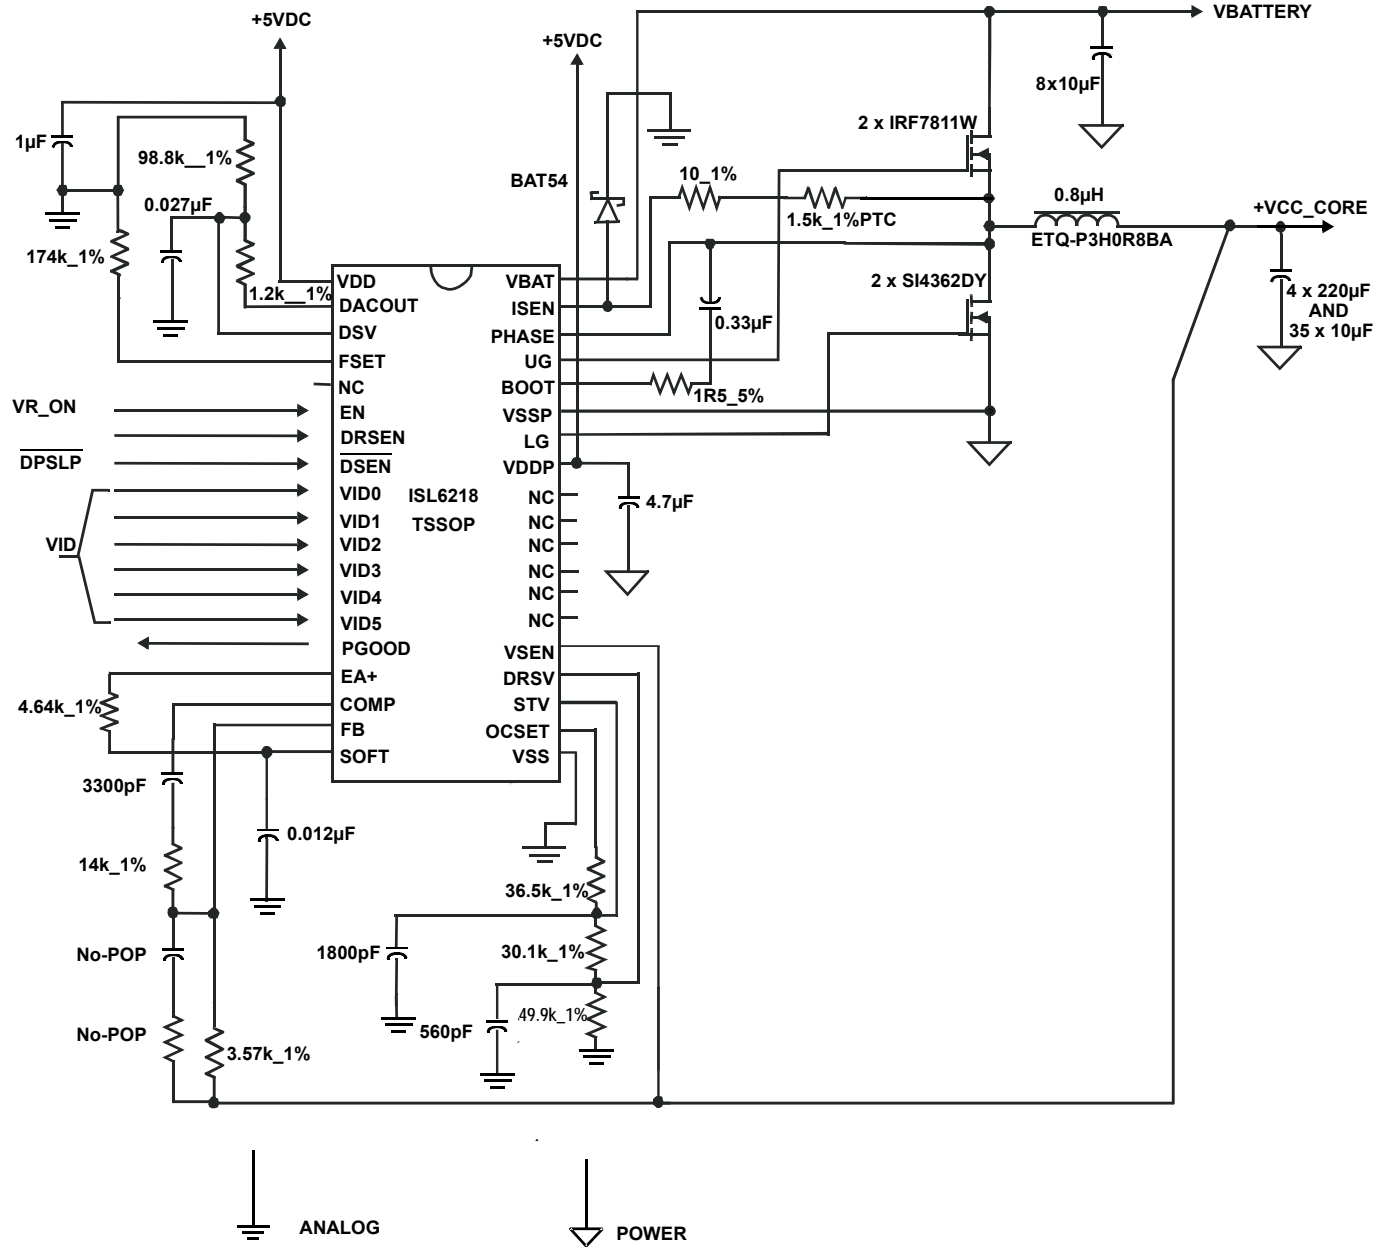 +5VDC
1µF
98.8k__1%
0.027µF
174k_1%
1.2k__1%
VR_ON
DPSLP
VID
VDD
DACOUT
DSV
FSET
NC
EN
DRSEN
DSEN
VID0
VID1
VID2
VID3
VID4
VID5
PGOOD
EA+
COMP
FB
SOFT
ISL6218
TSSOP
VBAT
ISEN
PHASE
UG
BOOT
VSSP
LG
VDDP
NC
NC
NC
NC
NC
NC
VSEN
DRSV
STV
OCSET
VSS
+5VDC
BAT54
10_1%
1.5k_1%PTC
0.33µF
1R5_5%
4.7µF
VBATTERY
8x10µF
2 x IRF7811W
0.8µH
ETQ-P3H0R8BA
+VCC_CORE
2 x SI4362DY
4 x 220µF
AND
35 x 10µF
4.64k_1%
3300pF
14k_1%
No-POP
No-POP
3.57k_1%
0.012µF
36.5k_1%
1800pF
30.1k_1%
560pF
49.9k_1%
ANALOG
POWER